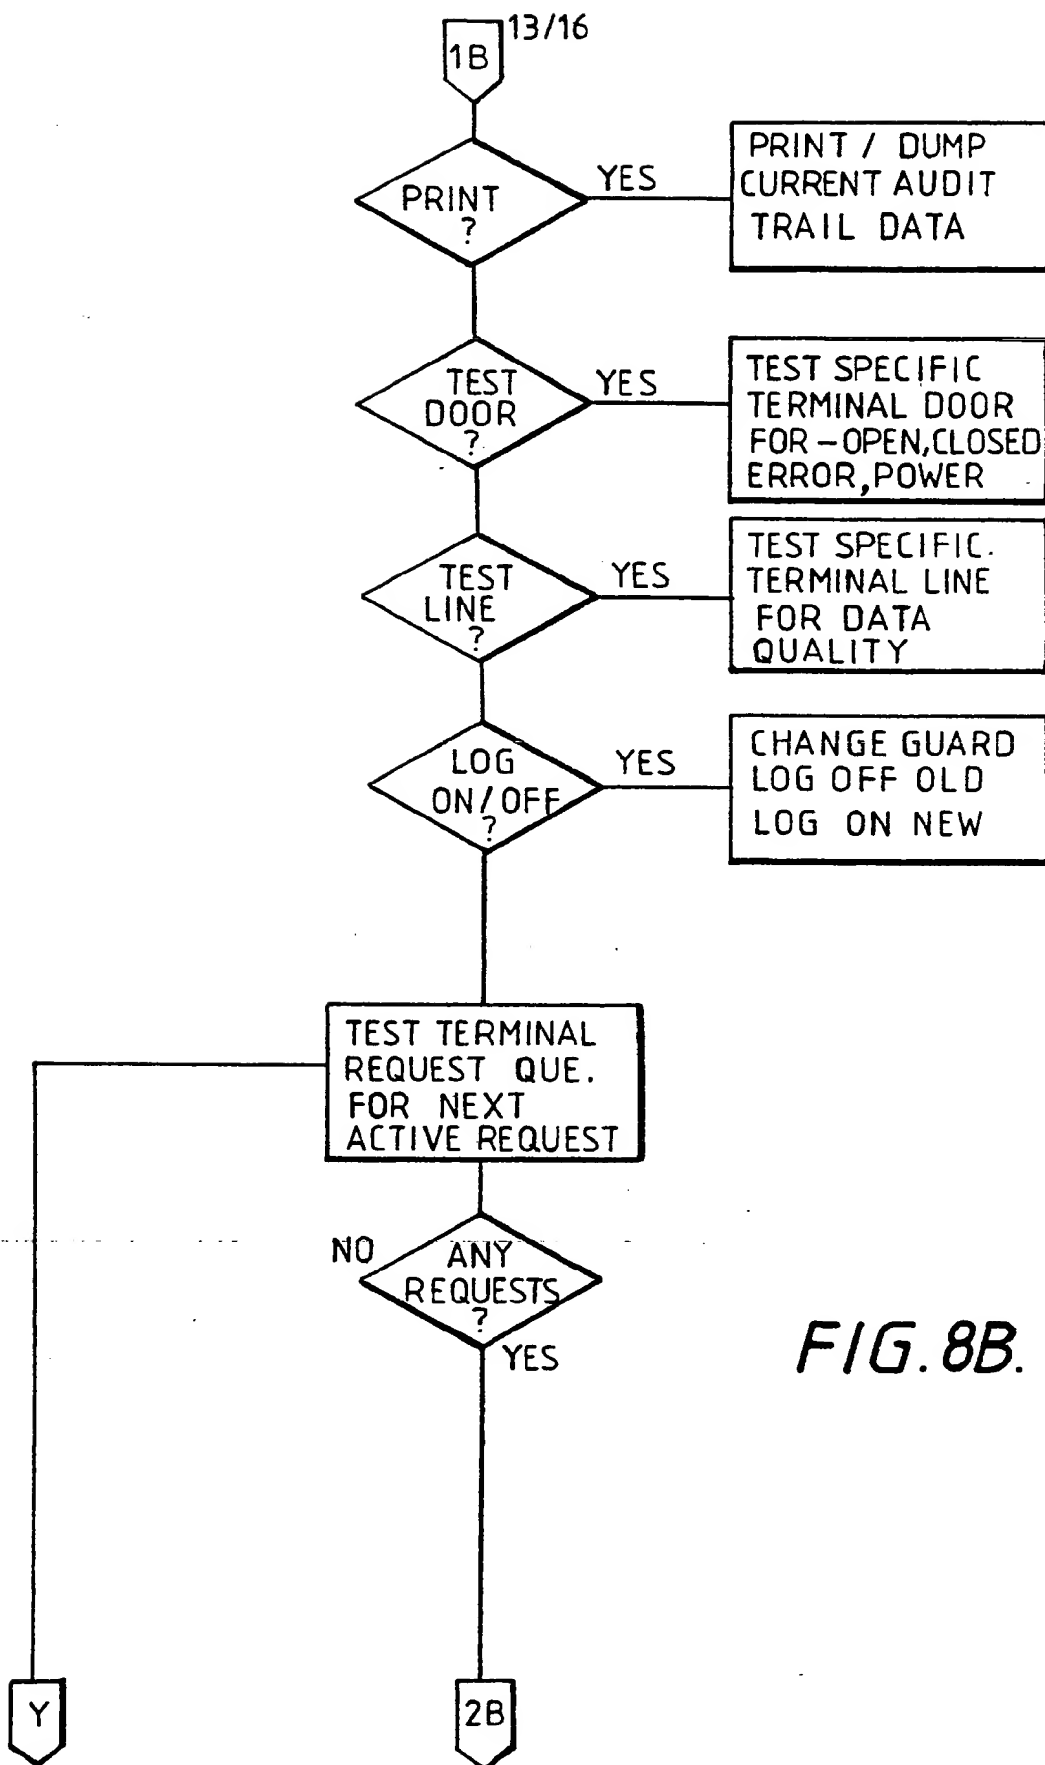 13/16
1B
PRINT
?
YES
PRINT / DUMP
CURRENT AUDIT
TRAIL DATA
TEST
DOOR
?
YES
TEST SPECIFIC
TERMINAL DOOR
FOR - OPEN, CLOSED
ERROR, POWER
TEST
LINE
?
YES
TEST SPECIFIC.
TERMINAL LINE
FOR DATA
QUALITY
LOG
ON/OFF
?
YES
CHANGE GUARD
LOG OFF OLD
LOG ON NEW
TEST TERMINAL
REQUEST QUE.
FOR NEXT
ACTIVE REQUEST
NO
ANY
REQUESTS
?
YES
FIG. 8B.
Y
2B